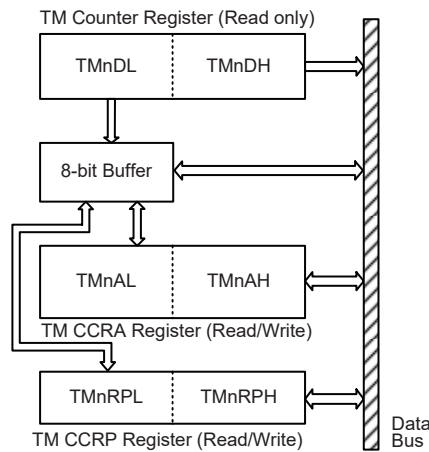 TM Counter Register (Read only)
TMnDL TMnDH
8-bit Buffer
TMnAL TMnAH
TM CCRA Register (Read/Write)
TMnRPL TMnRPH
TM CCRP Register (Read/Write)
Data
Bus